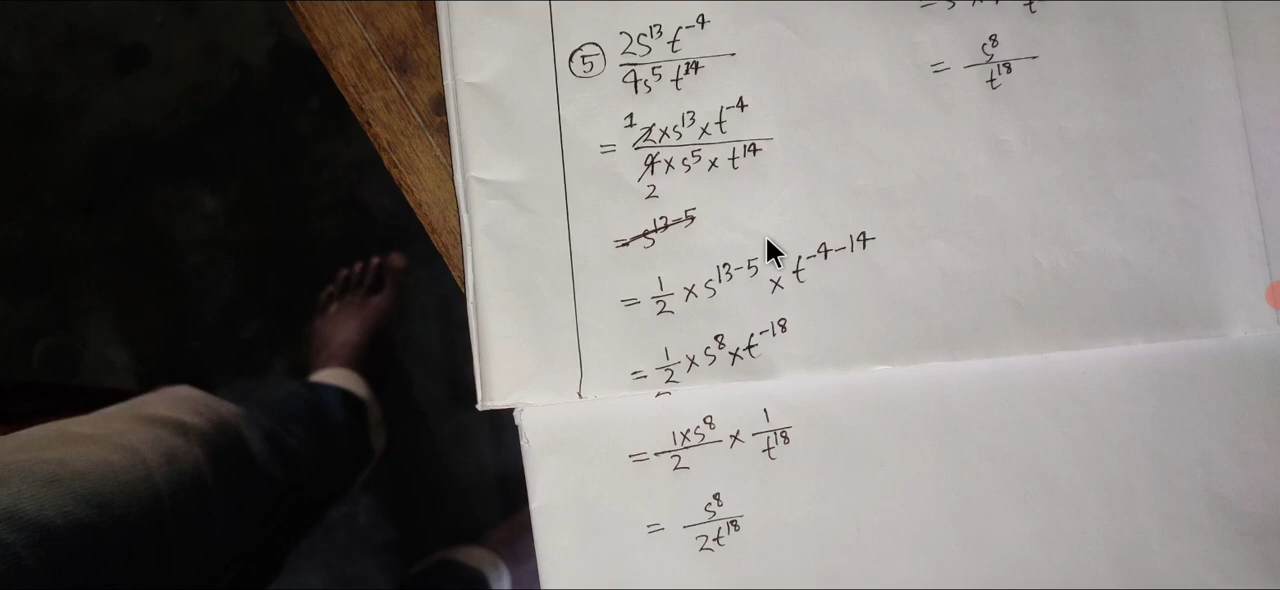 ⑤ 2s¹³t⁻⁴ / 4s⁵t¹⁴
= ¹2×s¹³×t⁻⁴ / 4×s⁵×t¹⁴
2
= s¹³⁻⁵
= 1/2 × s¹³⁻⁵ × t⁻⁴⁻¹⁴
= 1/2 × s⁸ × t⁻¹⁸
= 1×s⁸/2 × 1/t¹⁸
= s⁸/2t¹⁸
= s⁸/t¹⁸